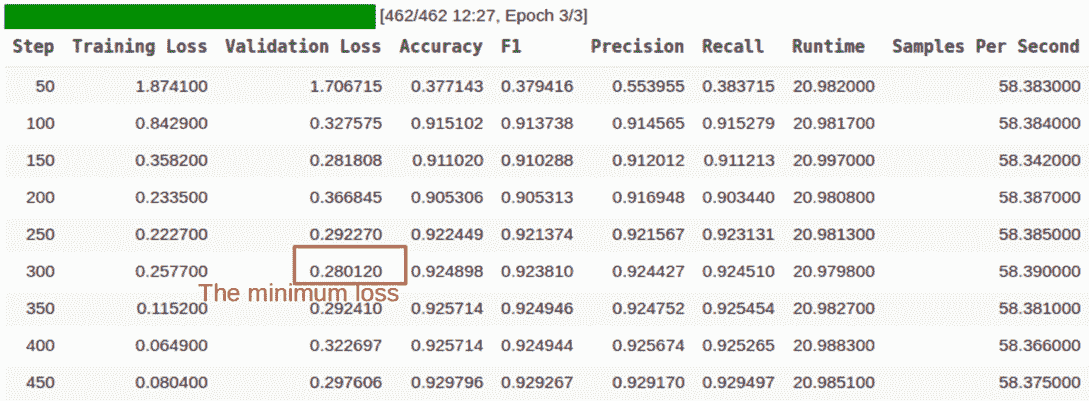 [462/462 12:27, Epoch 3/3]
Step Training Loss Validation Loss Accuracy F1 Precision Recall Runtime Samples Per Second
50 1.874100 1.706715 0.377143 0.379416 0.553955 0.383715 20.982000 58.383000
100 0.842900 0.327575 0.915102 0.913738 0.914565 0.915279 20.981700 58.384000
150 0.358200 0.281808 0.911020 0.910288 0.912012 0.911213 20.997000 58.342000
200 0.233500 0.366845 0.905306 0.905313 0.916948 0.903440 20.980800 58.387000
250 0.222700 0.292270 0.922449 0.921374 0.921567 0.923131 20.981300 58.385000
300 0.257700 0.280120 0.924898 0.923810 0.924427 0.924510 20.979800 58.390000
The minimum loss
350 0.115200 0.292410 0.925714 0.924946 0.924752 0.925454 20.982700 58.381000
400 0.064900 0.322697 0.925714 0.924944 0.925674 0.925265 20.988300 58.366000
450 0.080400 0.297606 0.929796 0.929267 0.929170 0.929497 20.985100 58.375000